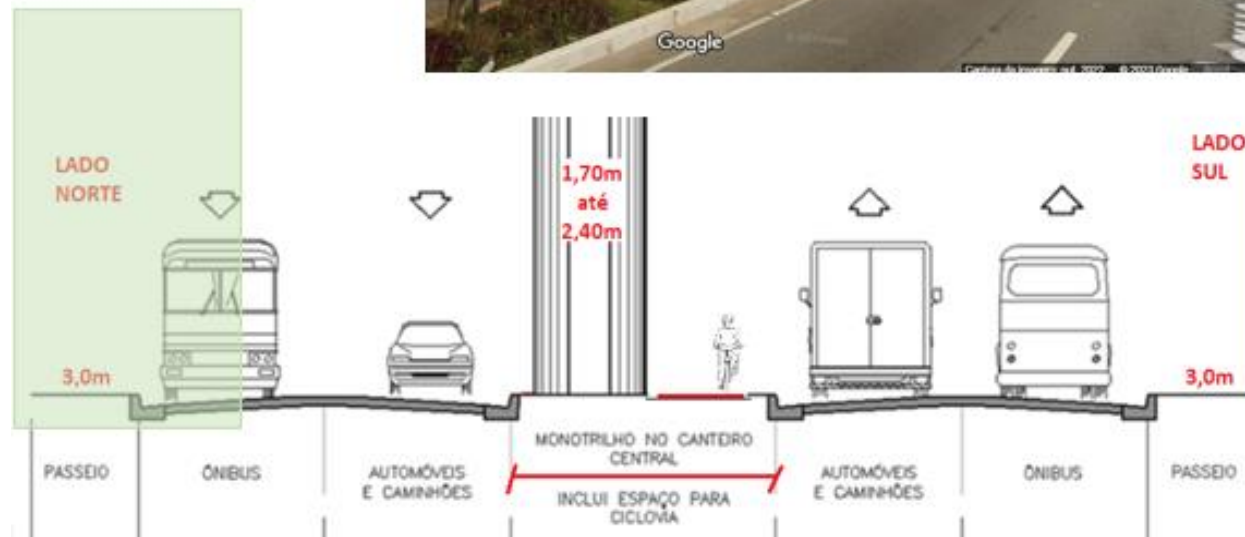 Google
LADO
NORTE
1,70m
até
2,40m
LADO
SUL
3,0m
3,0m
PASSEIO
ÔNIBUS
AUTOMÓVEIS
E CAMINHÕES
MONOTRILHO NO CANTEIRO
CENTRAL
INCLUI ESPAÇO PARA
CICLOVIA
AUTOMÓVEIS
E CAMINHÕES
ÔNIBUS
PASSEIO